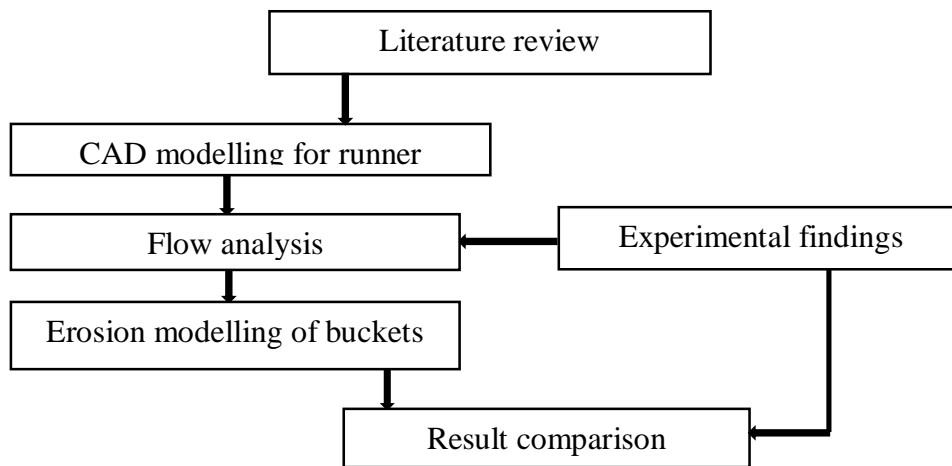 Literature review
CAD modelling for runner
Flow analysis
Experimental findings
Erosion modelling of buckets
Result comparison